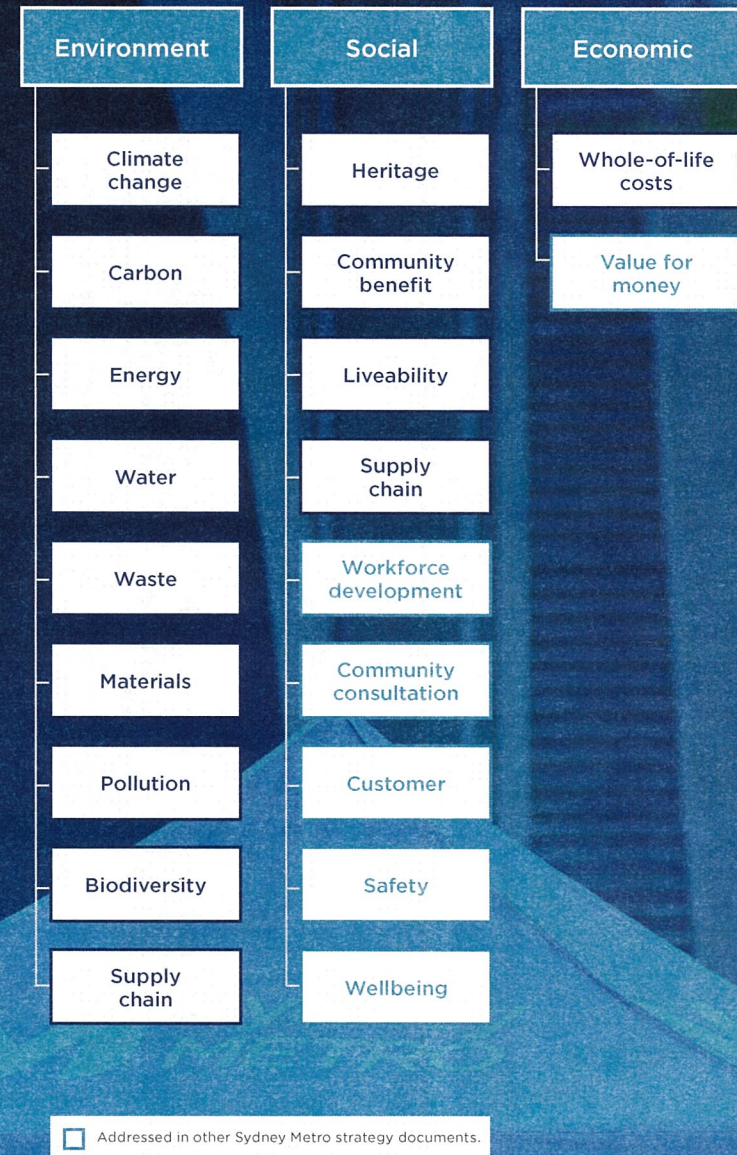 Environment
Climate
change
Carbon
Energy
Water
Waste
Materials
Pollution
Biodiversity
Supply
chain
Social
Heritage
Community
benefit
Liveability
Supply
chain
Workforce
development
Community
consultation
Customer
Safety
Wellbeing
Economic
Whole-of-life
costs
Value for
money
Addressed in other Sydney Metro strategy documents.